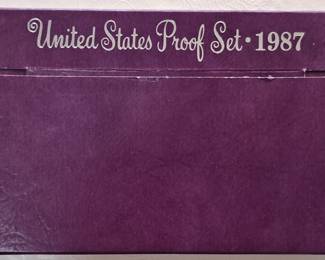 United States Proof Set • 1987